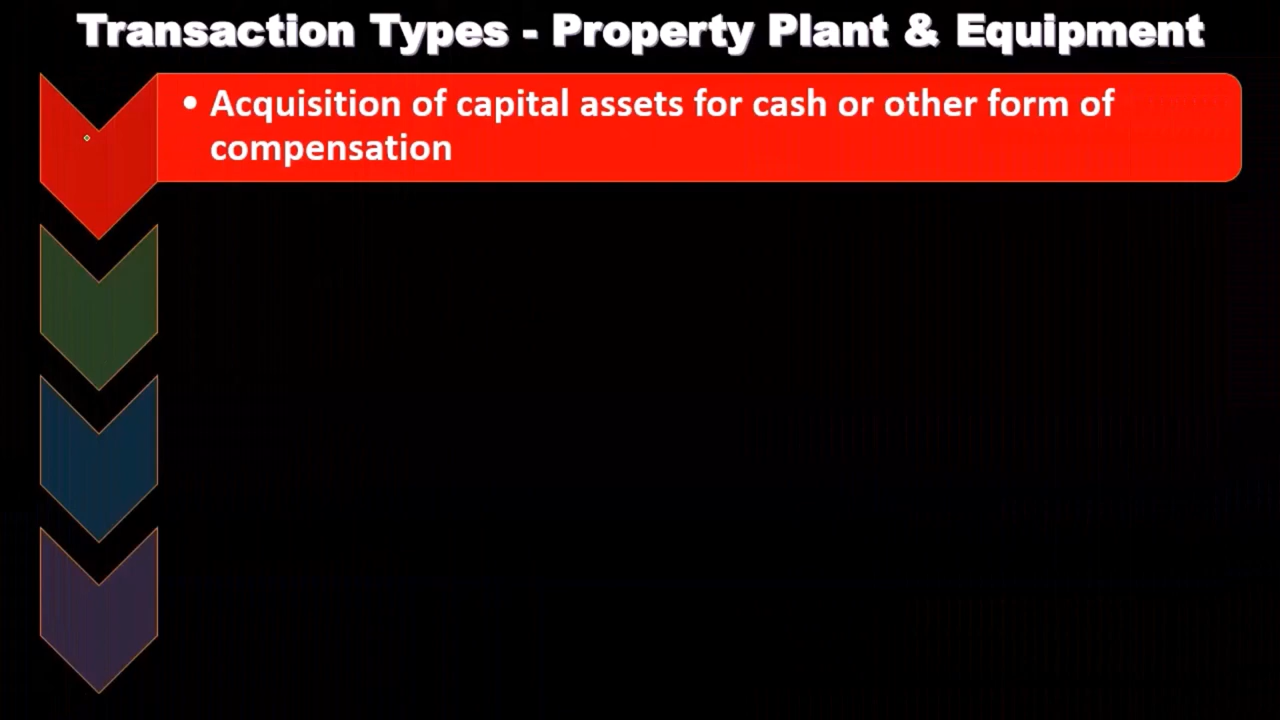 Transaction Types - Property Plant & Equipment
• Acquisition of capital assets for cash or other form of
compensation